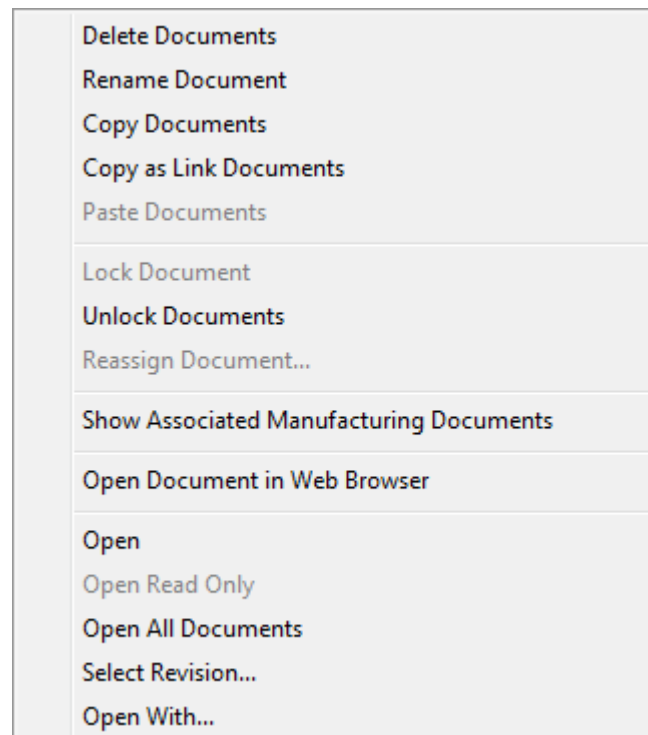 Delete Documents
Rename Document
Copy Documents
Copy as Link Documents
Paste Documents
Lock Document
Unlock Documents
Reassign Document...
Show Associated Manufacturing Documents
Open Document in Web Browser
Open
Open Read Only
Open All Documents
Select Revision...
Open With...